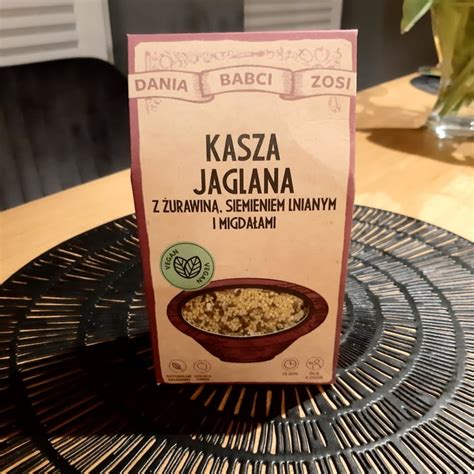 DANIA BABCI ZOSI
KASZA
JAGLANA
Z ŻURAWINĄ, SIEMIENIEM LNIANYM
I MIGDAŁAMI
VEGAN
VEGAN